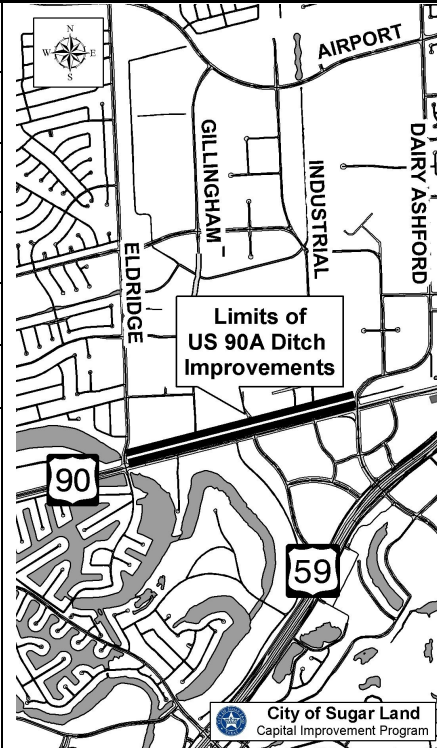 N
W E
S
AIRPORT
GILLINGHAM
INDUSTRIAL
DAIRY ASHFORD
ELDRIDGE
Limits of
US 90A Ditch
Improvements
90
59
City of Sugar Land
Capital Improvement Program